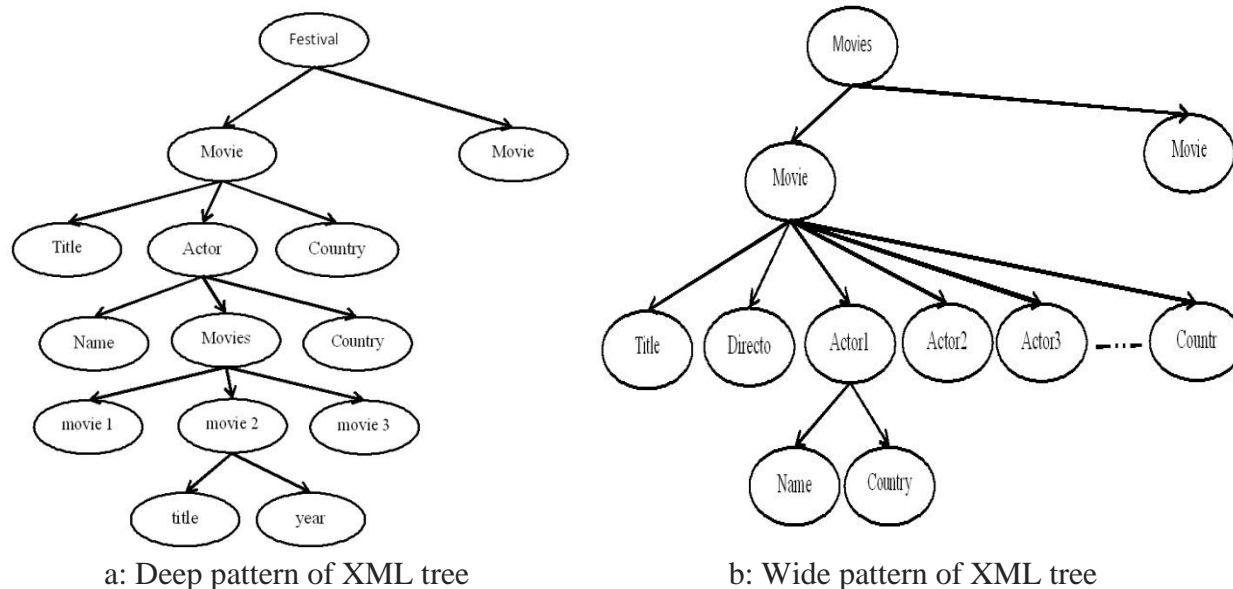 Festival
Movie
Movie
Title
Actor
Country
Name
Movies
Country
movie 1
movie 2
movie 3
title
year
a: Deep pattern of XML tree
Movies
Movie
Movie
Title
Directo
Actor1
Actor2
Actor3
Countr
Name
Country
b: Wide pattern of XML tree